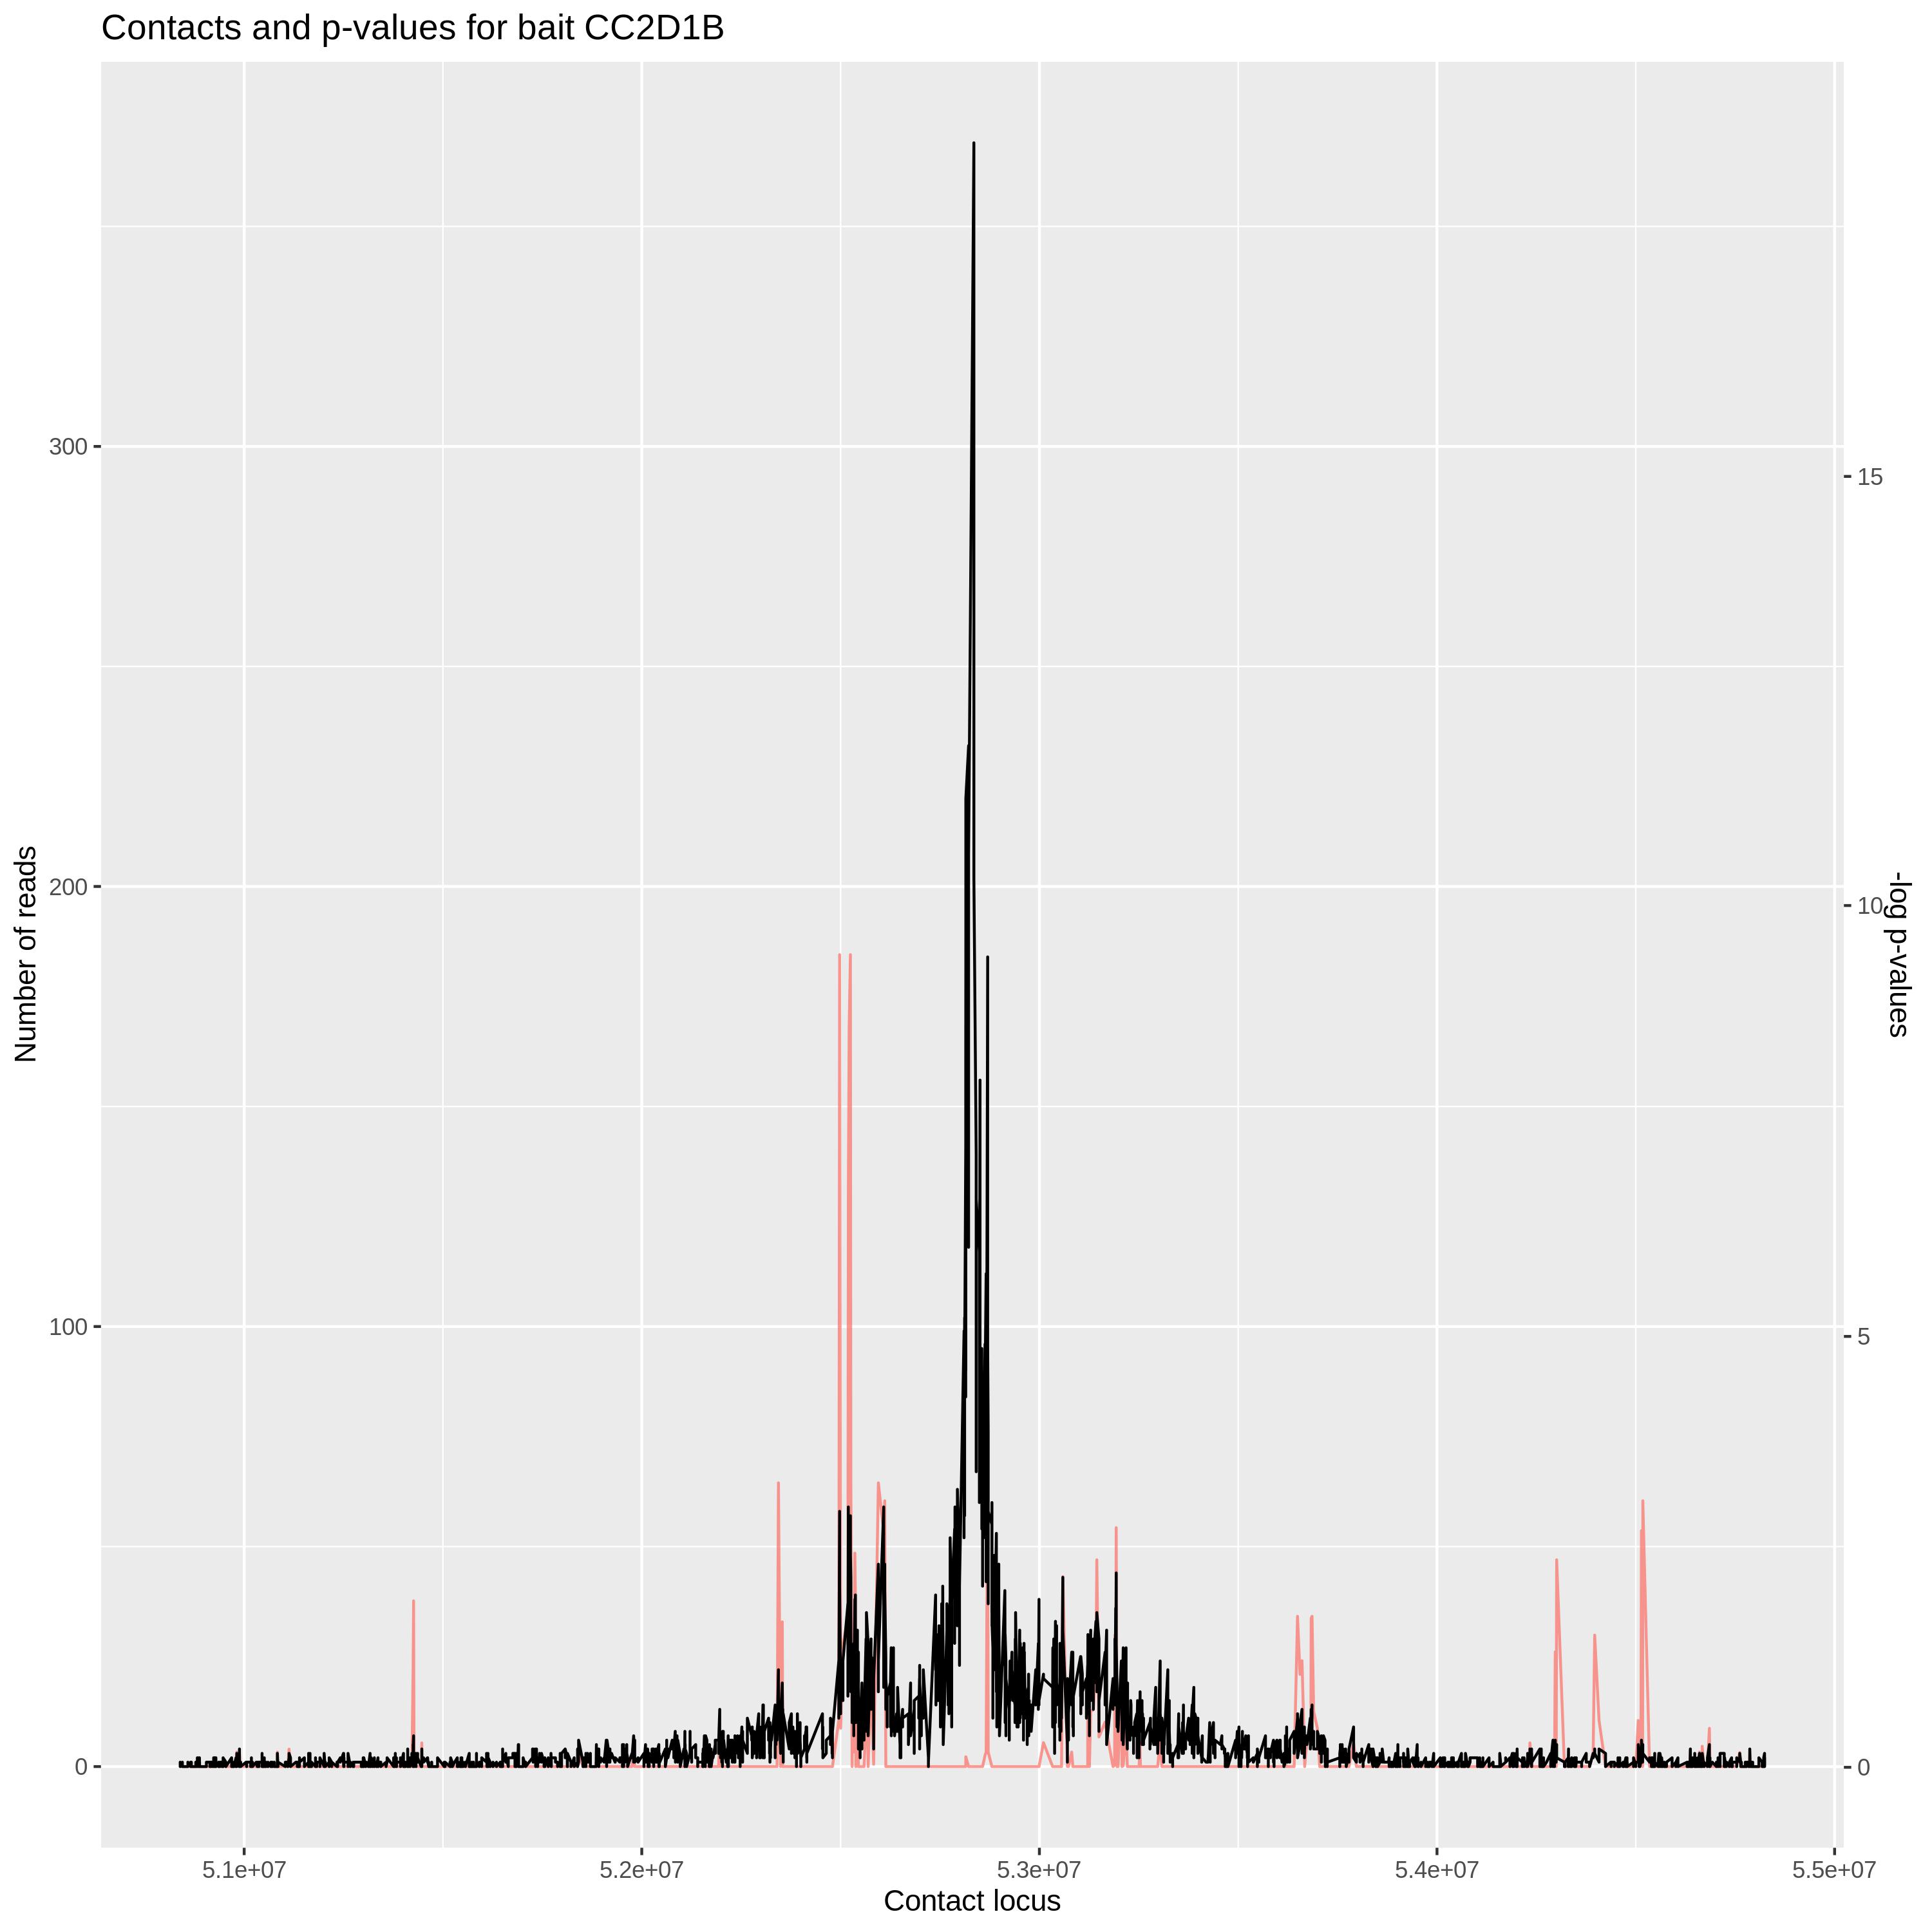 Contacts and p-values for bait CC2D1B
Number of reads
300
200
100
0
15
10
5
0
-log p-values
5.1e+07 5.2e+07 5.3e+07 5.4e+07 5.5e+07
Contact locus